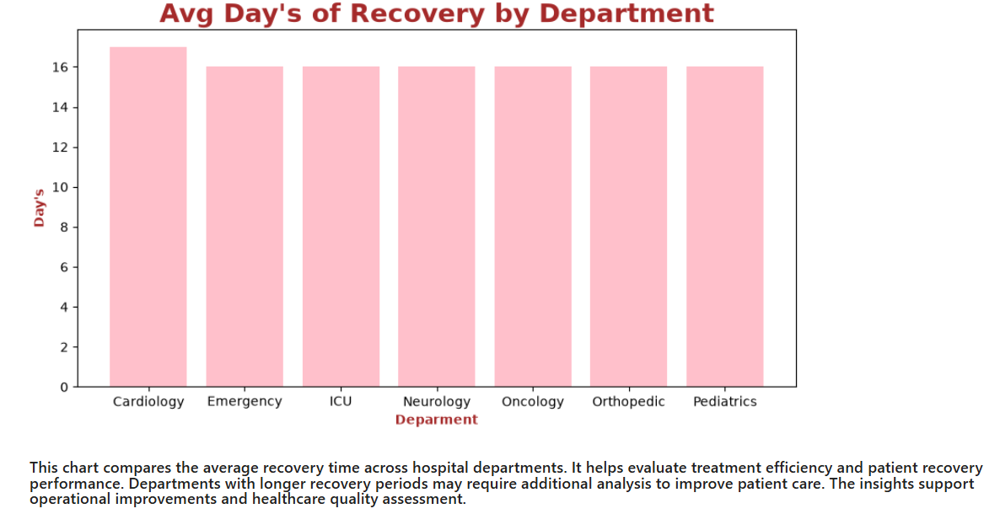 Avg Day's of Recovery by Department
16
14
12
10
8
6
4
2
0
Day's
Cardiology Emergency ICU Neurology Oncology Orthopedic Pediatrics
Deparment
This chart compares the average recovery time across hospital departments. It helps evaluate treatment efficiency and patient recovery
performance. Departments with longer recovery periods may require additional analysis to improve patient care. The insights support
operational improvements and healthcare quality assessment.